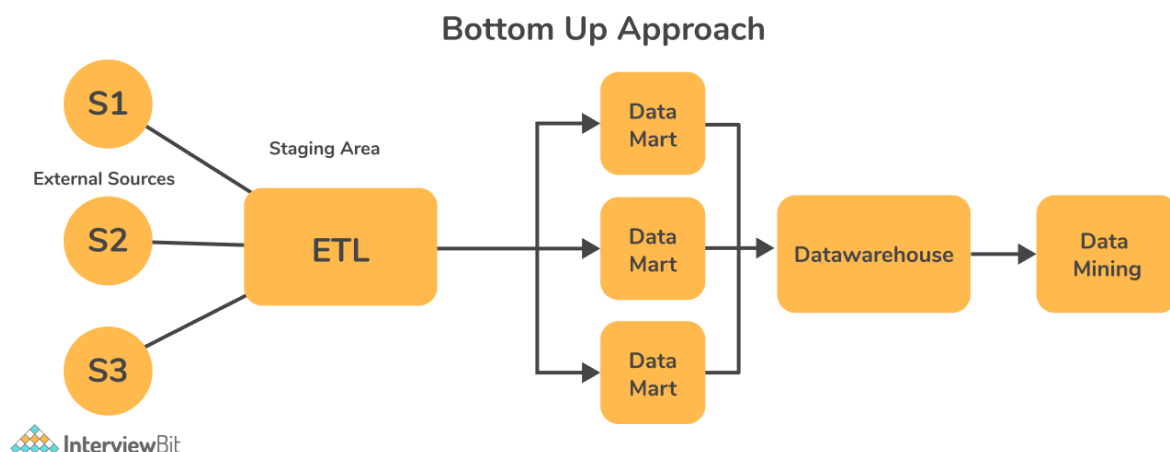 Bottom Up Approach
S1
Staging Area
External Sources
S2
ETL
S3
Data
Mart
Data
Mart
Data
Mart
Datawarehouse
Data
Mining
InterviewBit